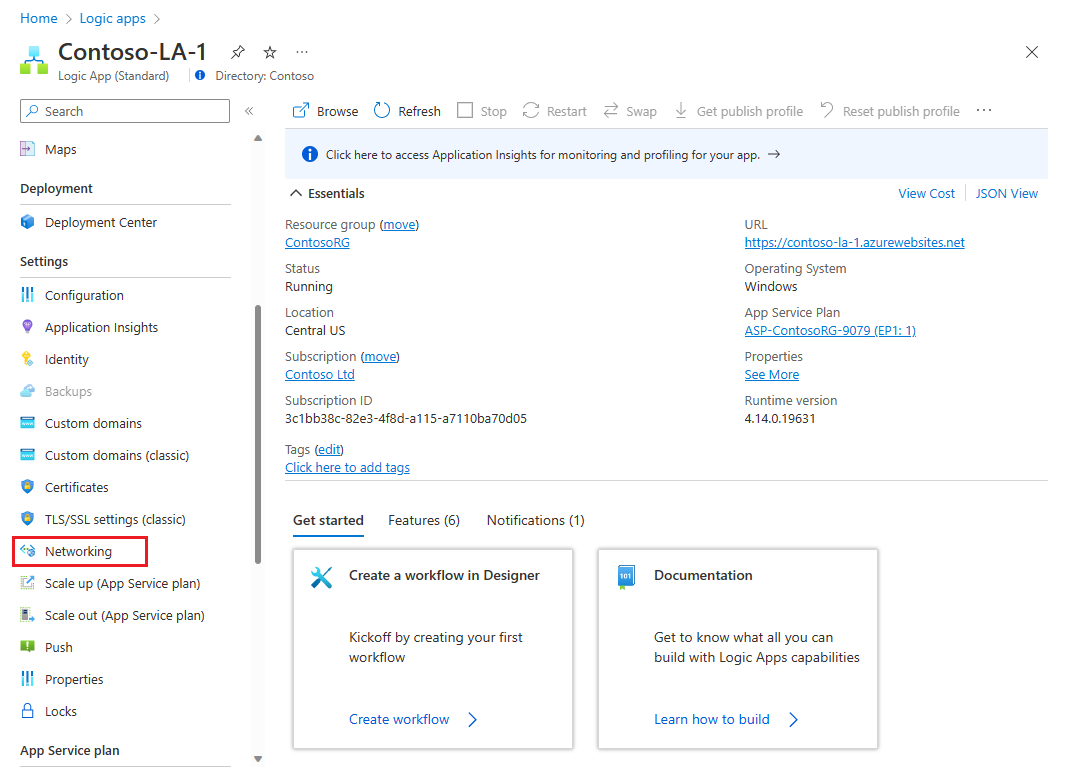 Home > Logic apps >
Contoso-LA-1
Logic App (Standard)
Directory: Contoso
Search
Maps
Deployment
Deployment Center
Settings
Configuration
Application Insights
Identity
Backups
Custom domains
Custom domains (classic)
Certificates
TLS/SSL settings (classic)
Networking
Scale up (App Service plan)
Scale out (App Service plan)
Push
Properties
Locks
App Service plan
Browse Refresh Stop Restart Swap Get publish profile Reset publish profile ...
Click here to access Application Insights for monitoring and profiling for your app. →
Essentials
View Cost
JSON View
Resource group (move)
ContosoRG
Status
Running
Location
Central US
Subscription (move)
Contoso Ltd
Subscription ID
3c1bb38c-82e3-4f8d-a115-a7110ba70d05
Tags (edit)
Click here to add tags
URL
https://contoso-la-1.azurewebsites.net
Operating System
Windows
App Service Plan
ASP-ContosoRG-9079 (EP1: 1)
Properties
See More
Runtime version
4.14.0.19631
Get started Features (6) Notifications (1)
Create a workflow in Designer
Kickoff by creating your first
workflow
Create workflow
101
Documentation
Get to know what all you can
build with Logic Apps capabilities
Learn how to build